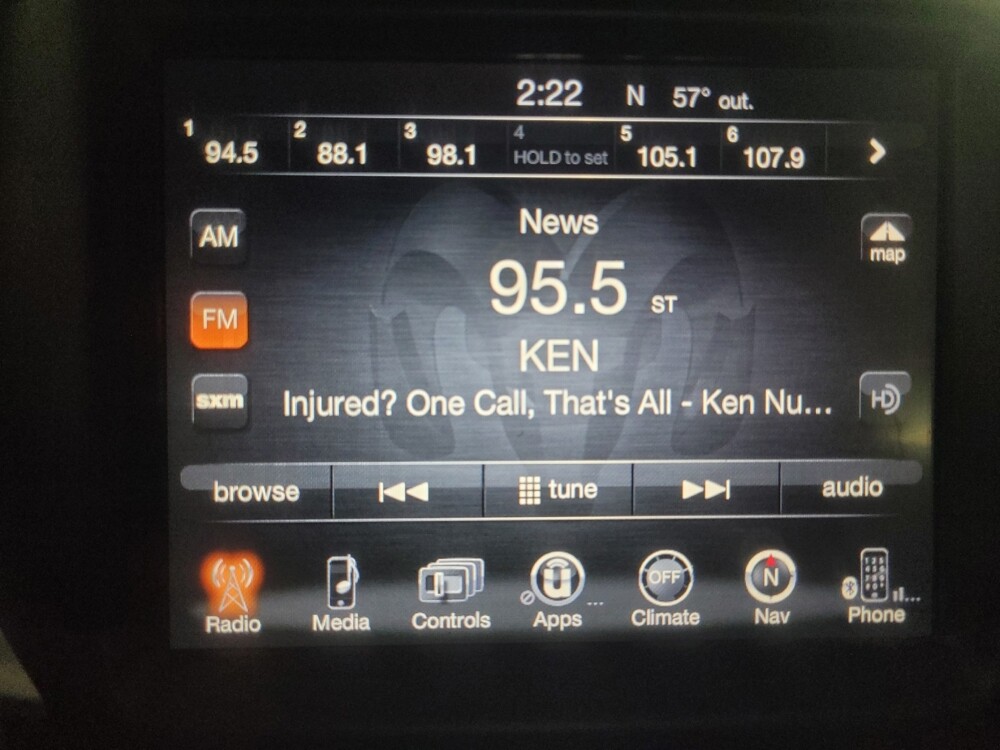 2:22 N 57° out.
1 94.5 2 88.1 3 98.1 4 HOLD to set 5 105.1 6 107.9
AM
News
map
95.5 ST
FM
KEN
sxm
Injured? One Call, That's All - Ken Nu...
HD
browse tune audio
OFF N
Radio Media Controls Apps ... Climate Nav Phone